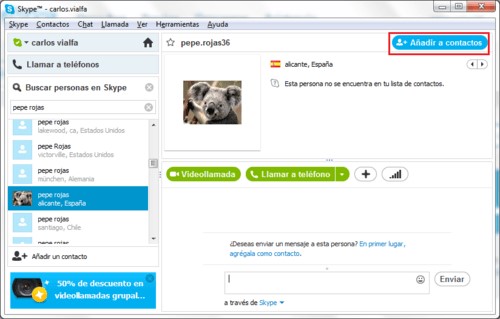 Skype™ - carlos.vialfa
Skype Contactos Chat Llamada Ver Herramientas Ayuda
carlos vialfa
Llamar a teléfonos
Buscar personas en Skype
pepe rojas
pepe rojas
lakewood, ca, Estados Unidos
pepe Rojas
victorville, Estados Unidos
pepe rojas
münchen, Alemania
pepe rojas
alicante, España
pepe rojas
santiago, Chile
pepe rojas
Añadir un contacto
50% de descuento en
videollamadas grupal...
pepe.rojas36
Añadir a contactos
alicante, España
Esta persona no se encuentra en tu lista de contactos.
Videollamada
Llamar a teléfono
¿Deseas enviar un mensaje a esta persona? En primer lugar,
agrégala como contacto.
Enviar
a través de Skype